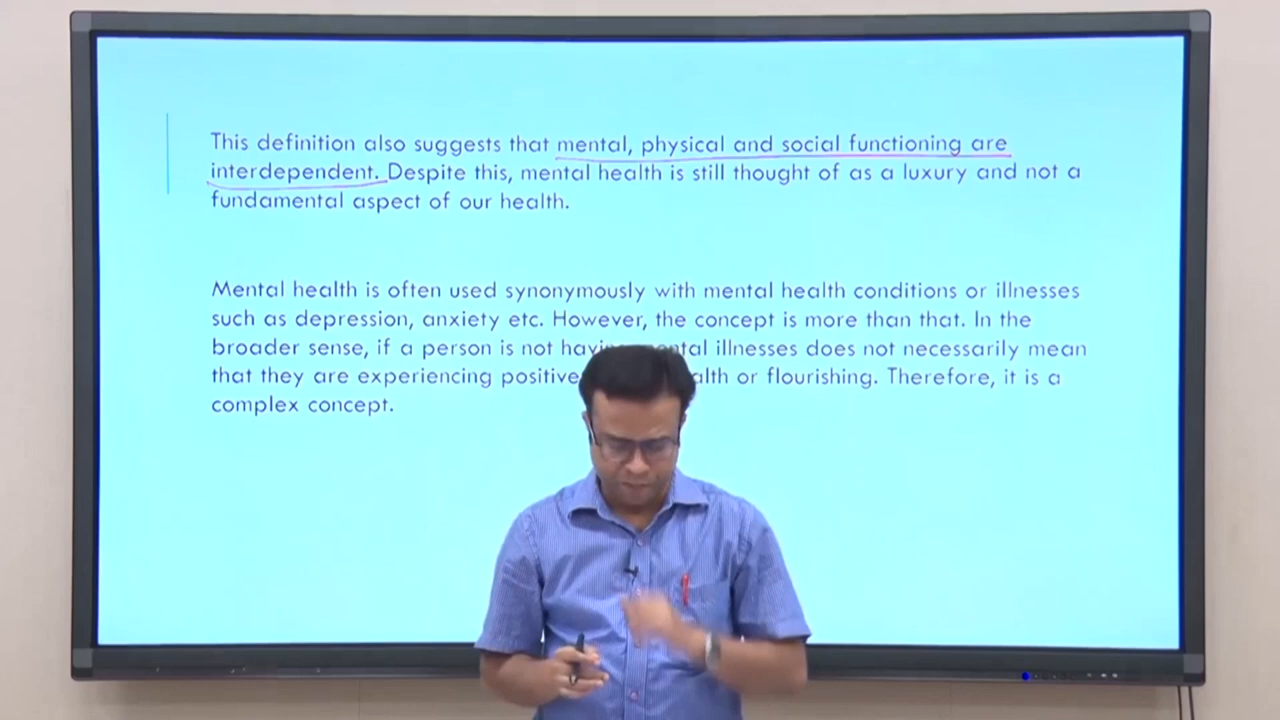 This definition also suggests that mental, physical and social functioning are
interdependent. Despite this, mental health is still thought of as a luxury and not a
fundamental aspect of our health.
Mental health is often used synonymously with mental health conditions or illnesses
such as depression, anxiety etc. However, the concept is more than that. In the
broader sense, if a person is not illnesses does not necessarily mean
that they are experiencing positive or flourishing. Therefore, it is a
complex concept.